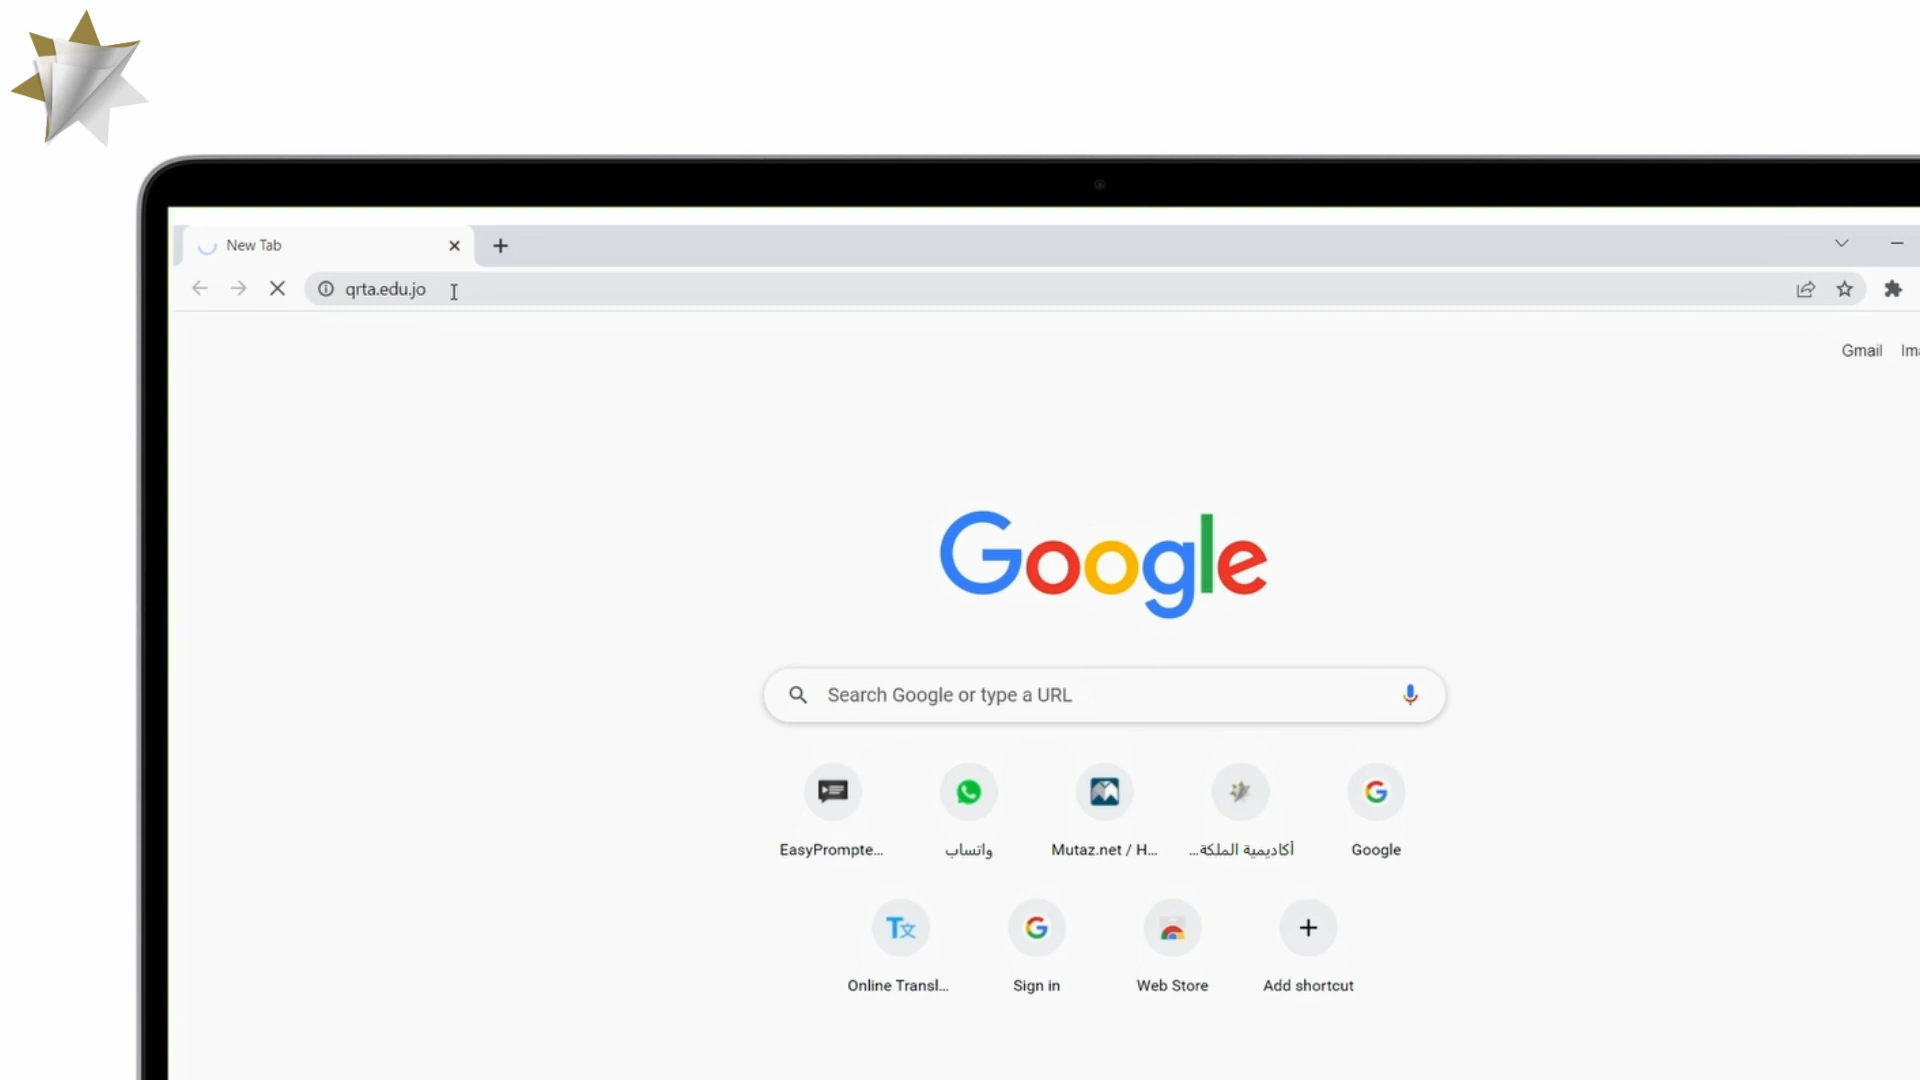 New Tab
qrta.edu.jo
Gmail
Google
Search Google or type a URL
EasyPrompte...
واتساب
Mutaz.net / H...
أكاديمية الملكة...
Google
Online Transl...
Sign in
Web Store
Add shortcut